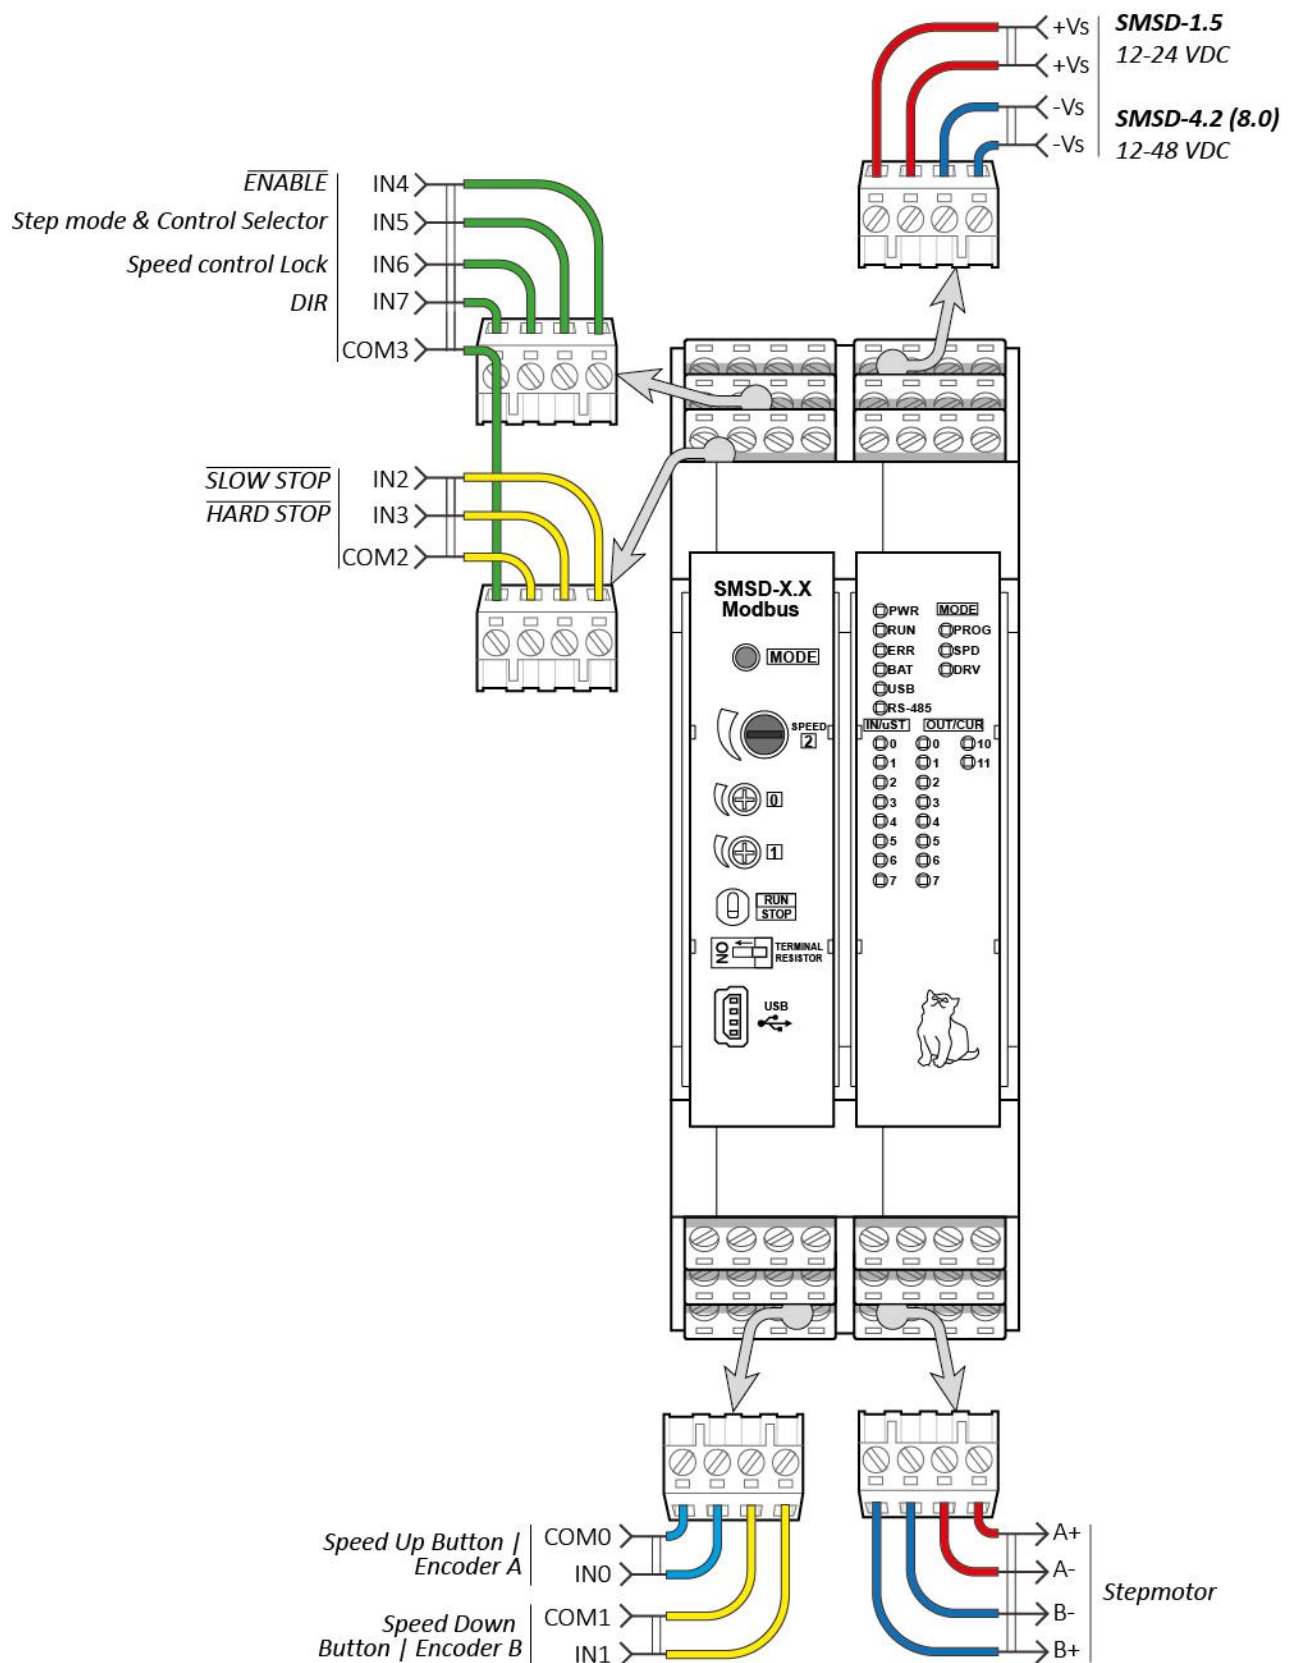 +Vs
SMSD-1.5
+Vs
12-24 VDC
-Vs
SMSD-4.2 (8.0)
-Vs
12-48 VDC
ENABLE
IN4
Step mode & Control Selector
IN5
Speed control Lock
IN6
DIR
IN7
COM3
SLOW STOP
IN2
HARD STOP
IN3
COM2
SMSD-X.X
Modbus
MODE
SPEED
2
0
1
RUN
STOP
ON
TERMINAL
RESISTOR
USB
PWR
MODE
RUN
PROG
ERR
SPD
BAT
DRV
USB
RS-485
IN/uST
OUT/CUR
0
0
10
1
1
11
2
2
3
3
4
4
5
5
6
6
7
7
Speed Up Button |
Encoder A
COM0
IN0
Speed Down
Button | Encoder B
COM1
IN1
A+
A-
B-
B+
Stepmotor